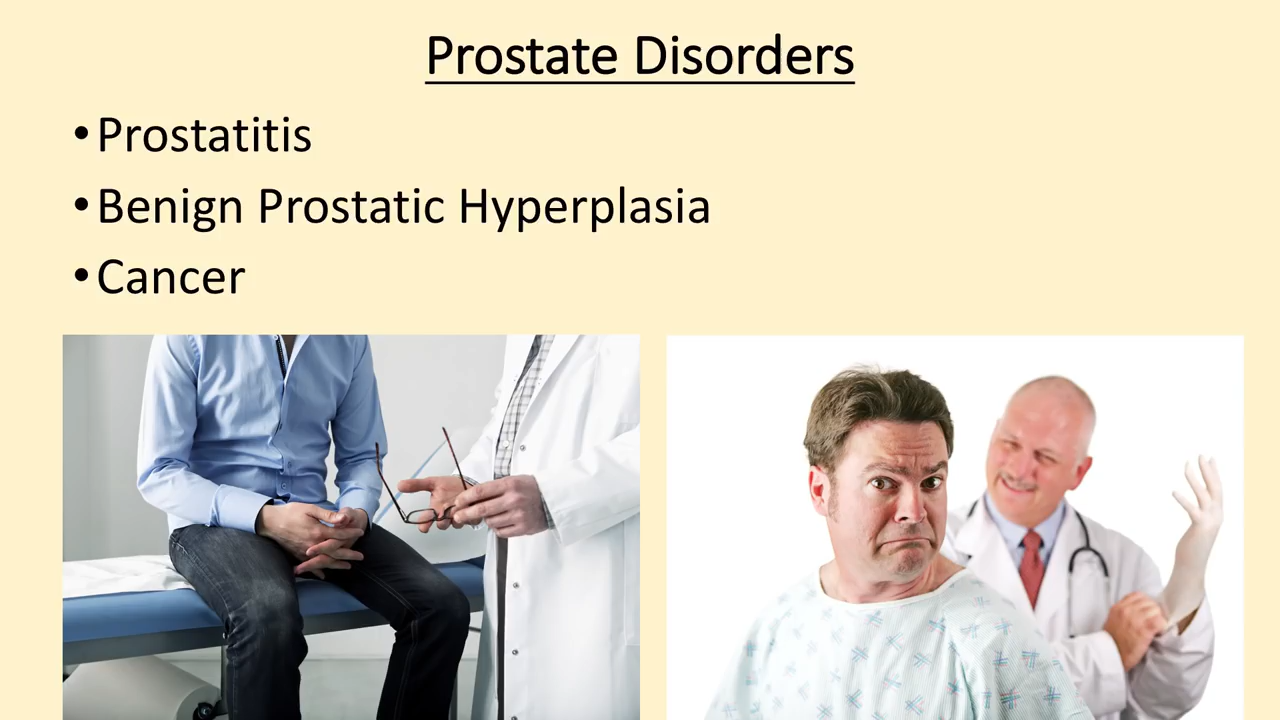 Prostate Disorders
•Prostatitis
•Benign Prostatic Hyperplasia
•Cancer